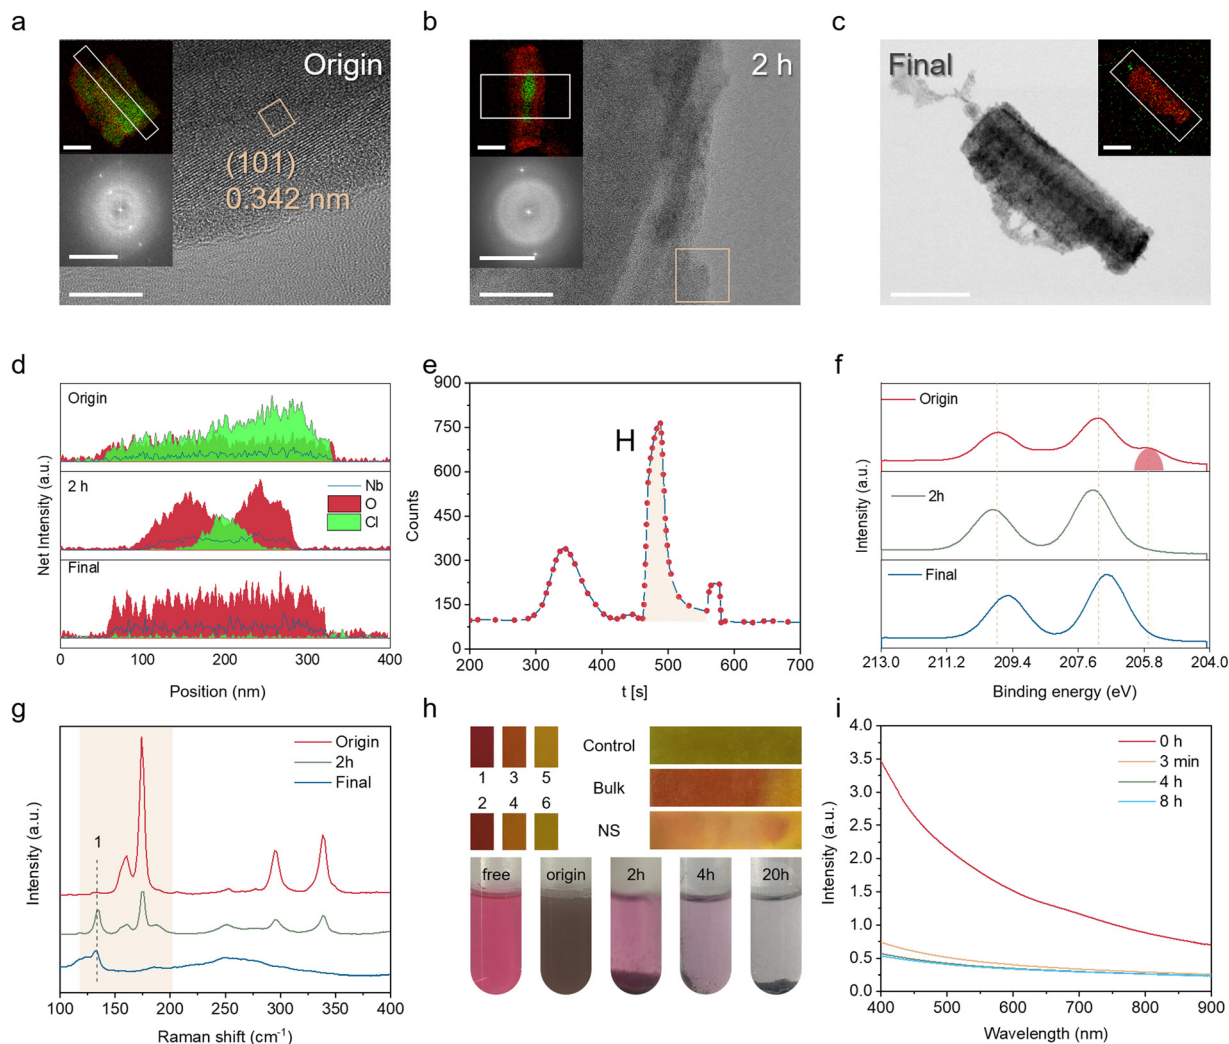 a
Origin
(101)
0.342 nm
b
2 h
c
Final
d
Origin
2 h
Nb
O
Cl
Final
Net Intensity (a.u.)
0 100 200 300 400
Position (nm)
e
900
750
600
450
300
150
0
Counts
H
200 300 400 500 600 700
t [s]
f
Origin
2h
Final
Intensity (a.u.)
213.0 211.2 209.4 207.6 205.8 204.0
Binding energy (eV)
g
Origin
2h
Final
1
Intensity (a.u.)
100 150 200 250 300 350 400
Raman shift (cm⁻¹)
h
1 3 5
2 4 6
Control
Bulk
NS
free origin 2h 4h 20h
i
4.0
3.5
3.0
2.5
2.0
1.5
1.0
0.5
0.0
Intensity (a.u.)
0 h
3 min
4 h
8 h
400 500 600 700 800 900
Wavelength (nm)